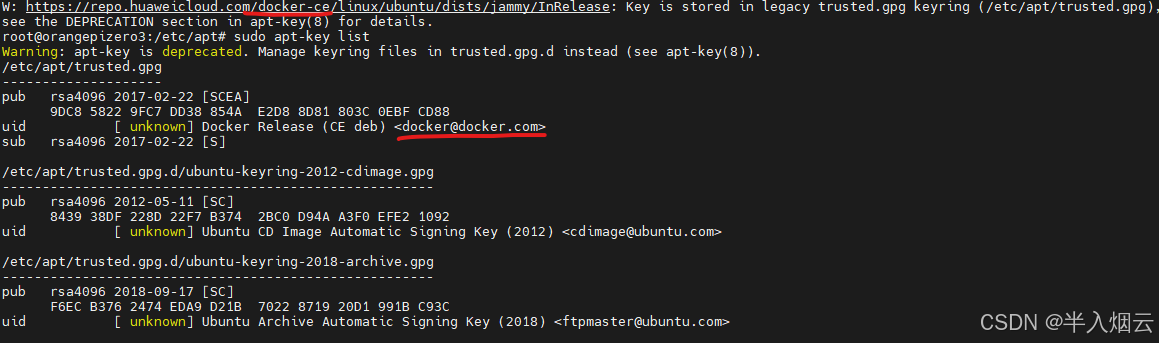 W: https://repo.huaweicloud.com/docker-ce/linux/ubuntu/dists/jammy/InRelease: Key is stored in legacy trusted.gpg keyring (/etc/apt/trusted.gpg),
see the DEPRECATION section in apt-key(8) for details.
root@orangepizero3:/etc/apt# sudo apt-key list
Warning: apt-key is deprecated. Manage keyring files in trusted.gpg.d instead (see apt-key(8)).
/etc/apt/trusted.gpg
--------------------
pub   rsa4096 2017-02-22 [SCEA]
      9DC8 5822 9FC7 DD38 854A  E2D8 8D81 803C 0EBF CD88
uid           [ unknown] Docker Release (CE deb) <docker@docker.com>
sub   rsa4096 2017-02-22 [S]
/etc/apt/trusted.gpg.d/ubuntu-keyring-2012-cdimage.gpg
------------------------------------------------------
pub   rsa4096 2012-05-11 [SC]
      8439 38DF 228D 22F7 B374  2BC0 D94A A3F0 EFE2 1092
uid           [ unknown] Ubuntu CD Image Automatic Signing Key (2012) <cdimage@ubuntu.com>
/etc/apt/trusted.gpg.d/ubuntu-keyring-2018-archive.gpg
------------------------------------------------------
pub   rsa4096 2018-09-17 [SC]
      F6EC B376 2474 EDA9 D21B  7022 8719 20D1 991B C93C
uid           [ unknown] Ubuntu Archive Automatic Signing Key (2018) <ftpmaster@ubuntu.com>
CSDN @半入烟云